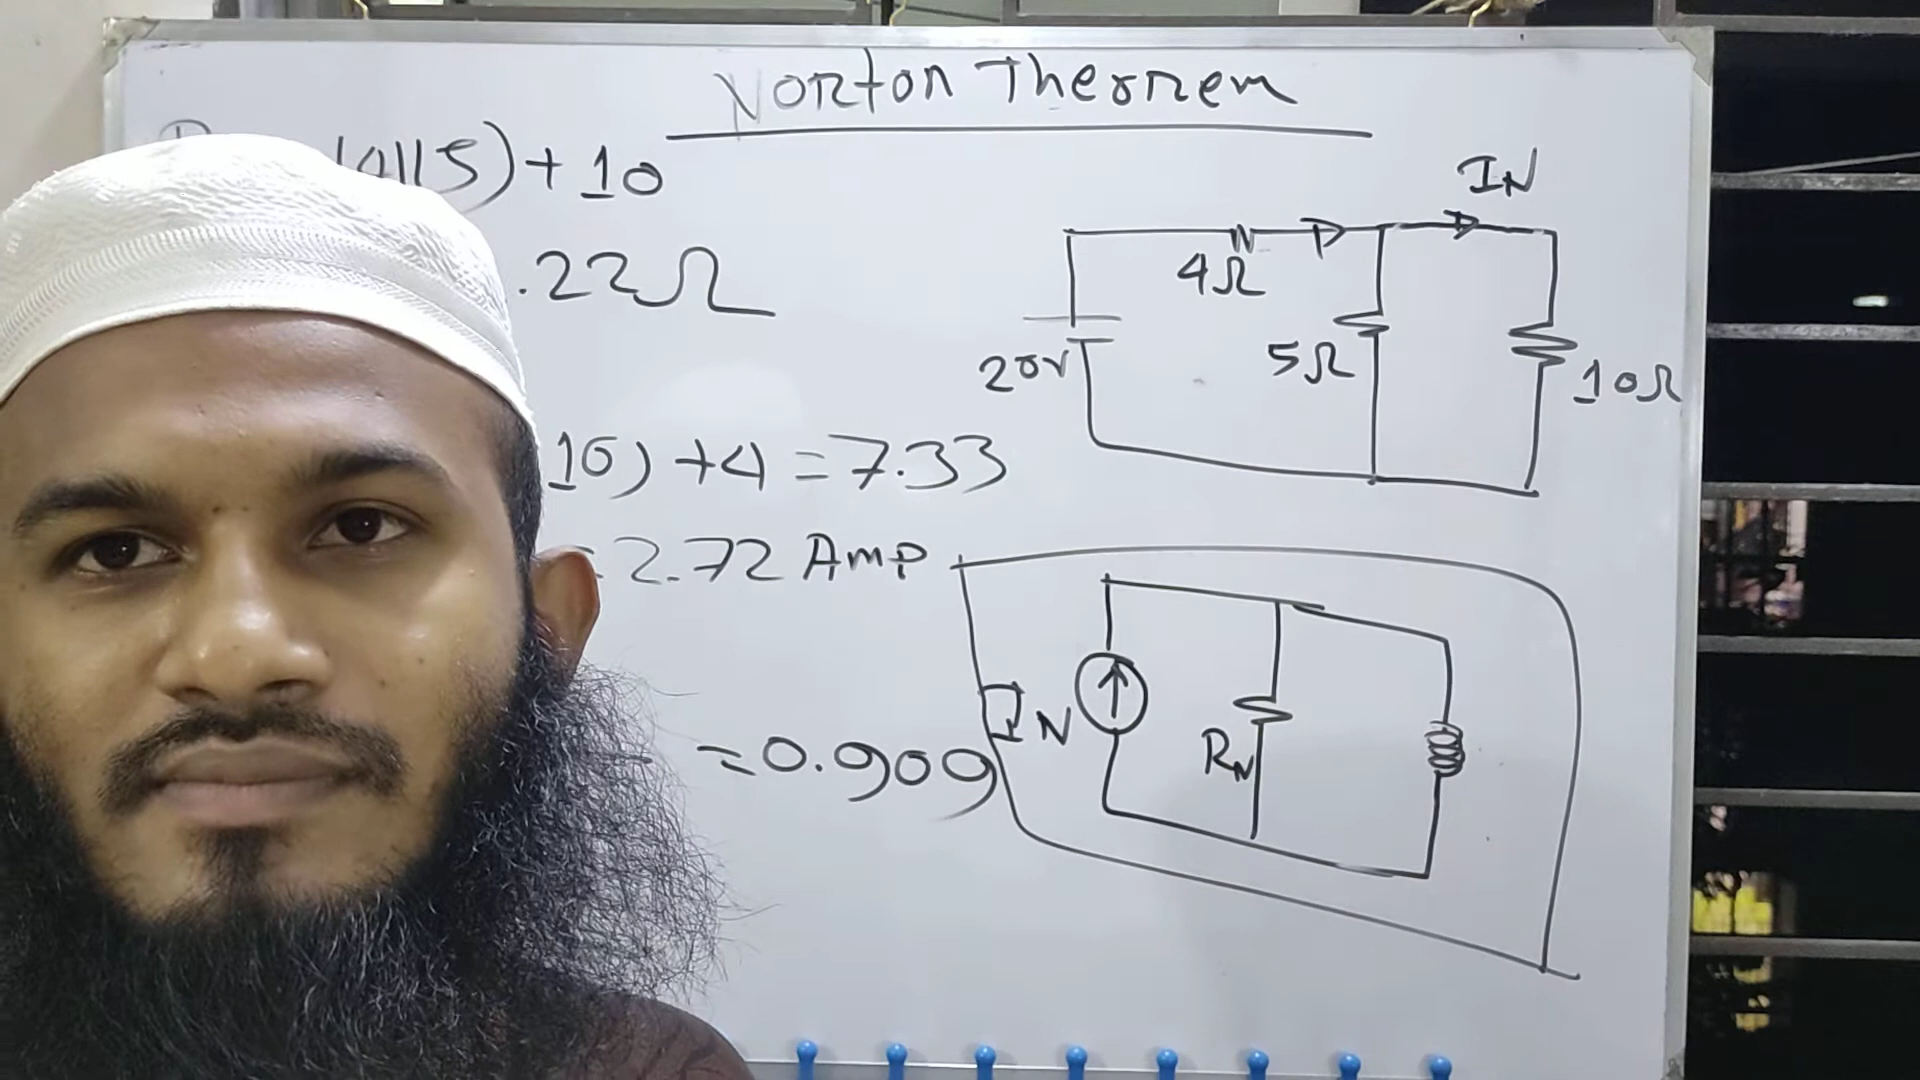 Norton Theorem
(4||5)+10
.22Ω
10) +4 = 7.33
= 2.72 Amp
= 0.909
IN
4Ω
20v
5Ω
10Ω
IN
RN